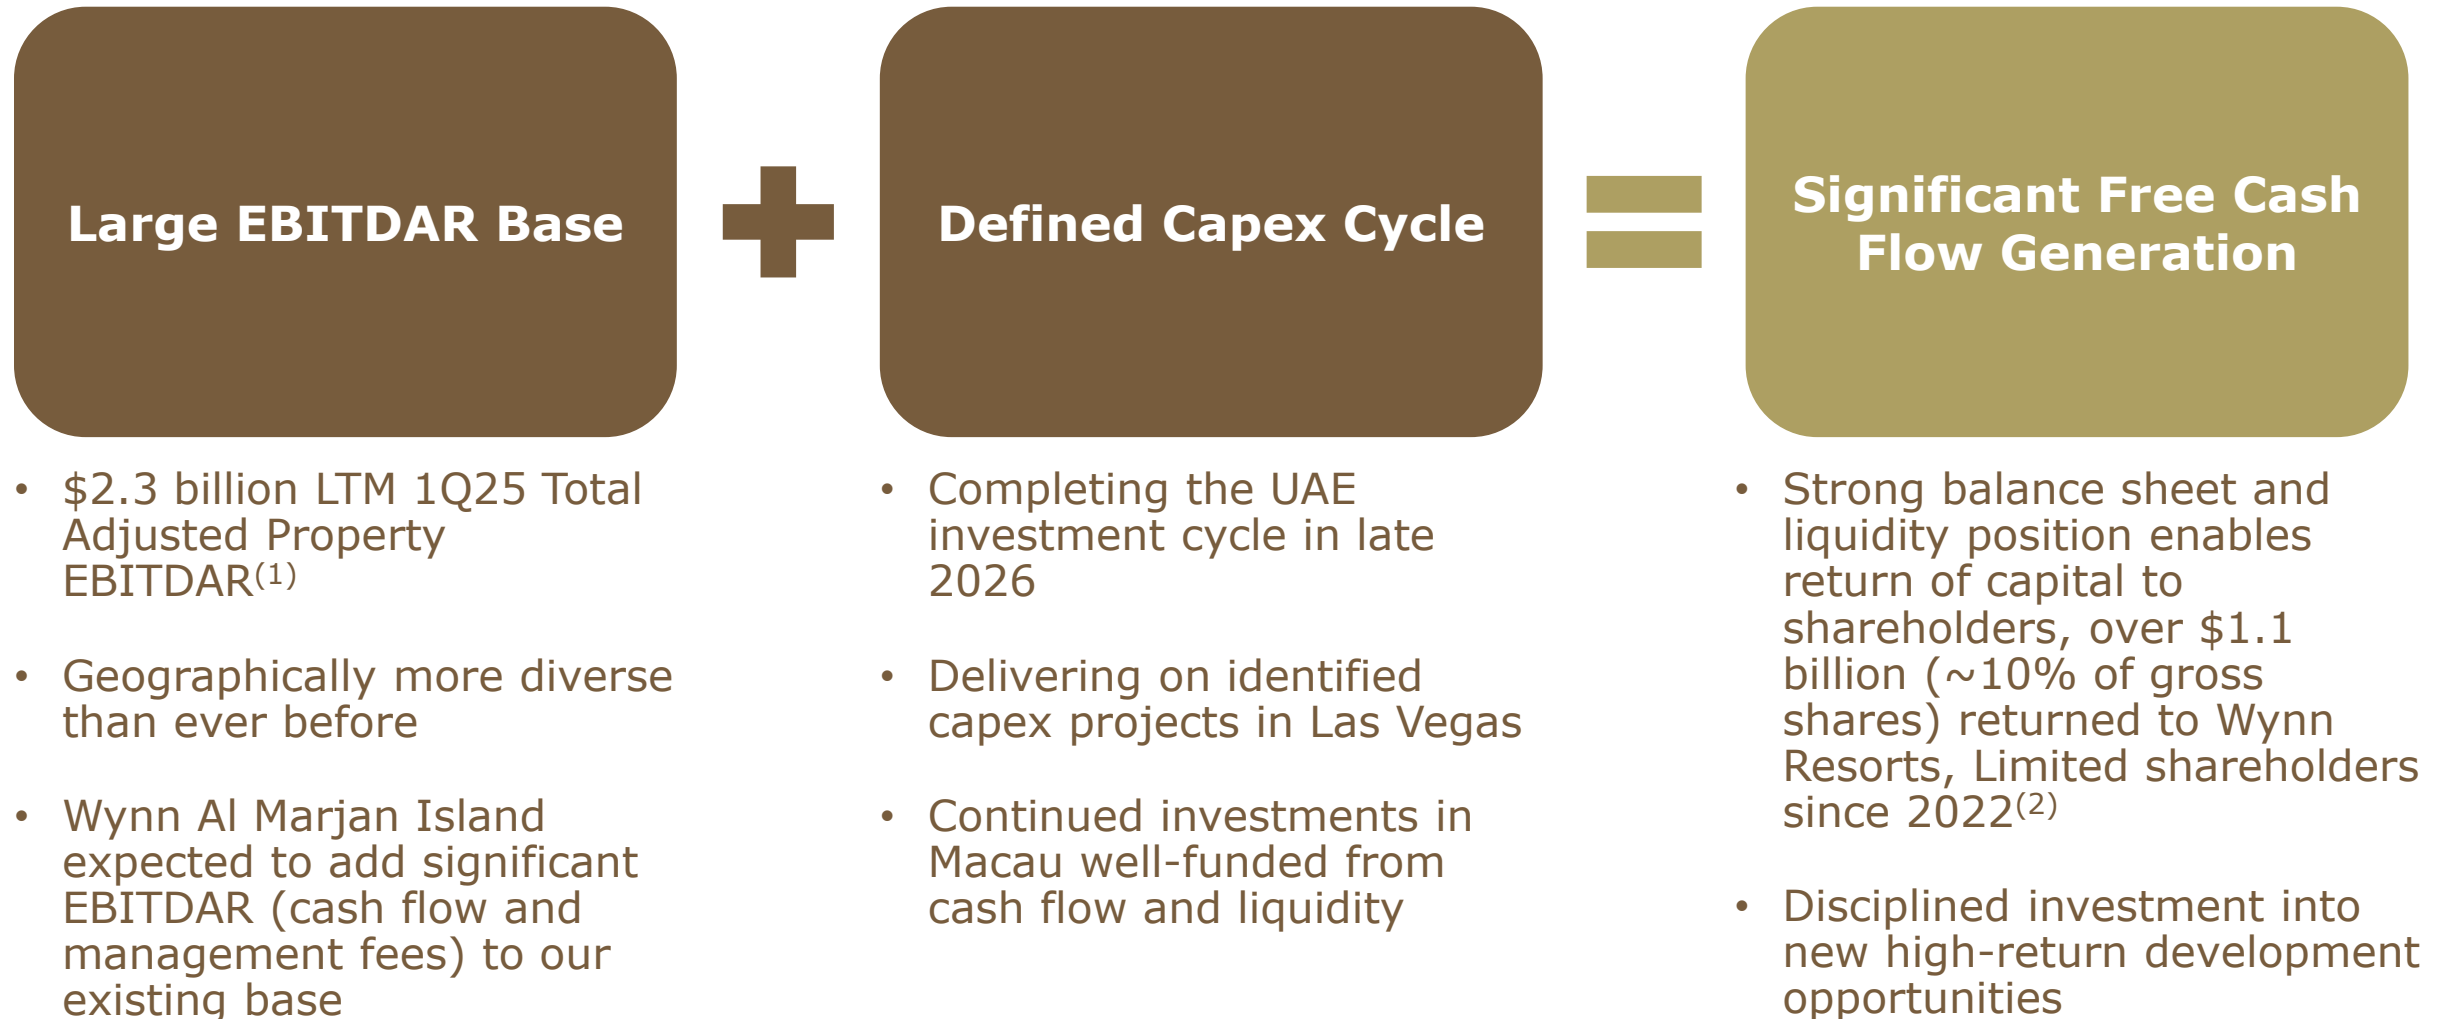 Large EBITDAR Base
Defined Capex Cycle
Significant Free Cash
Flow Generation
• $2.3 billion LTM 1Q25 Total
Adjusted Property
EBITDAR(1)
• Geographically more diverse
than ever before
• Wynn Al Marjan Island
expected to add significant
EBITDAR (cash flow and
management fees) to our
existing base
• Completing the UAE
investment cycle in late
2026
• Delivering on identified
capex projects in Las Vegas
• Continued investments in
Macau well-funded from
cash flow and liquidity
• Strong balance sheet and
liquidity position enables
return of capital to
shareholders, over $1.1
billion (~10% of gross
shares) returned to Wynn
Resorts, Limited shareholders
since 2022(2)
• Disciplined investment into
new high-return development
opportunities